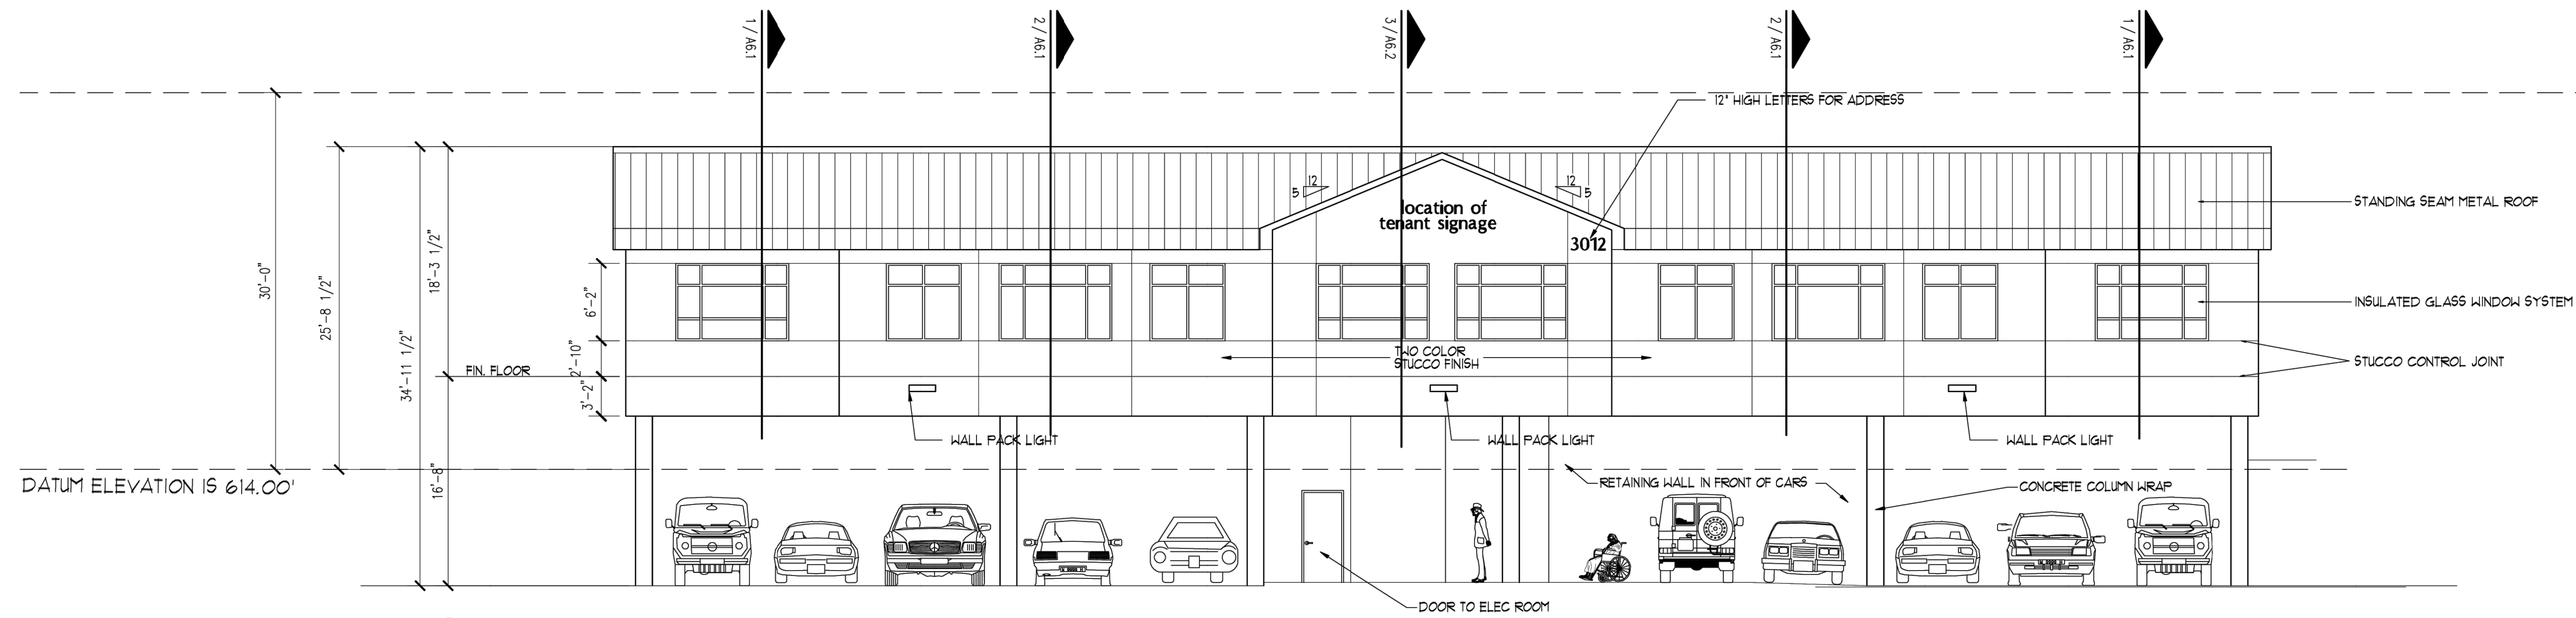 1 / A6.1
2 / A6.1
3 / A6.2
2 / A6.1
1 / A6.1
12" HIGH LETTERS FOR ADDRESS
12
5
12
5
location of
tenant signage
3012
STANDING SEAM METAL ROOF
30'-0"
25'-8 1/2"
34'-11 1/2"
18'-3 1/2"
6'-2"
INSULATED GLASS WINDOW SYSTEM
TWO COLOR
STUCCO FINISH
2'-10"
STUCCO CONTROL JOINT
FIN. FLOOR
3'-2"
WALL PACK LIGHT
WALL PACK LIGHT
WALL PACK LIGHT
16'-8"
DATUM ELEVATION IS 614.00'
RETAINING WALL IN FRONT OF CARS
CONCRETE COLUMN WRAP
DOOR TO ELEC ROOM